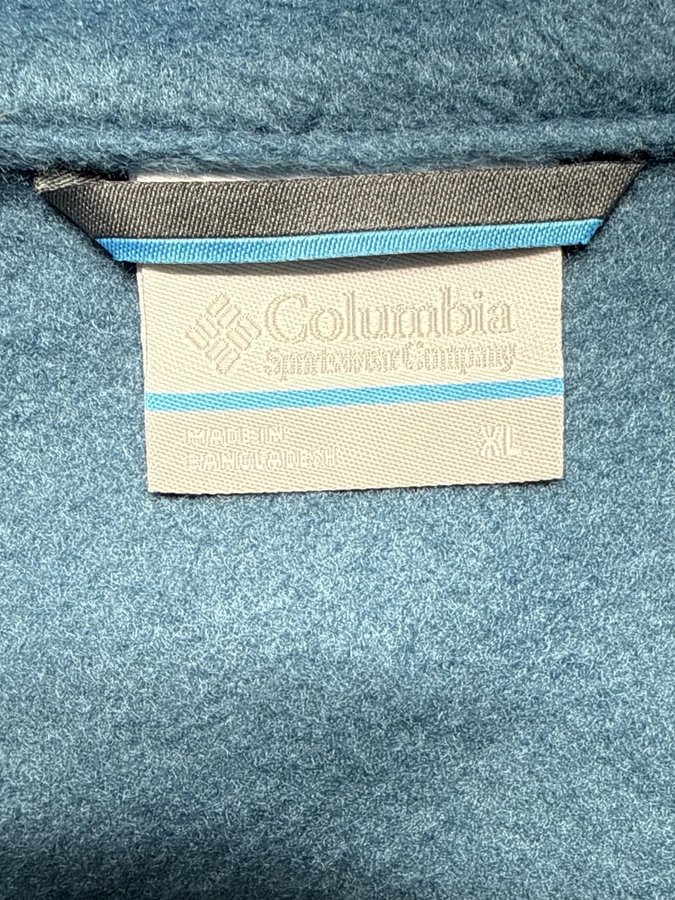 Columbia
Sportswear Company
MADE IN
BANGLADESH
XL